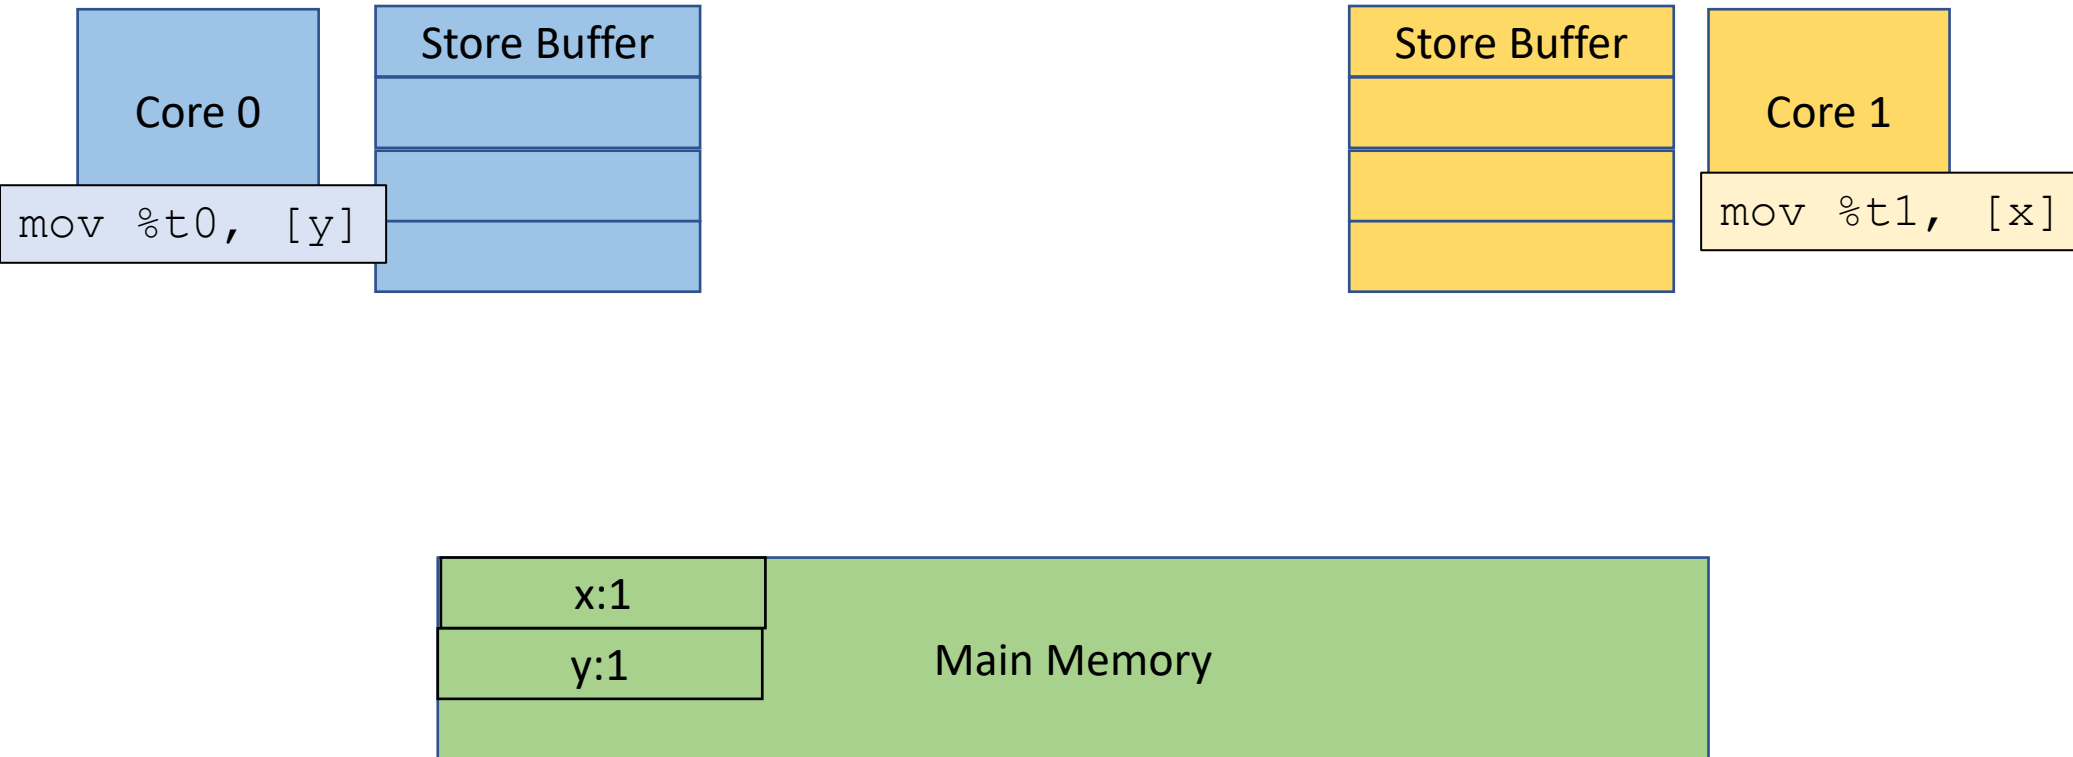 Store Buffer
Store Buffer
Core 0
Core 1
mov %t0, [y]
mov %t1, [x]
x:1
y:1
Main Memory